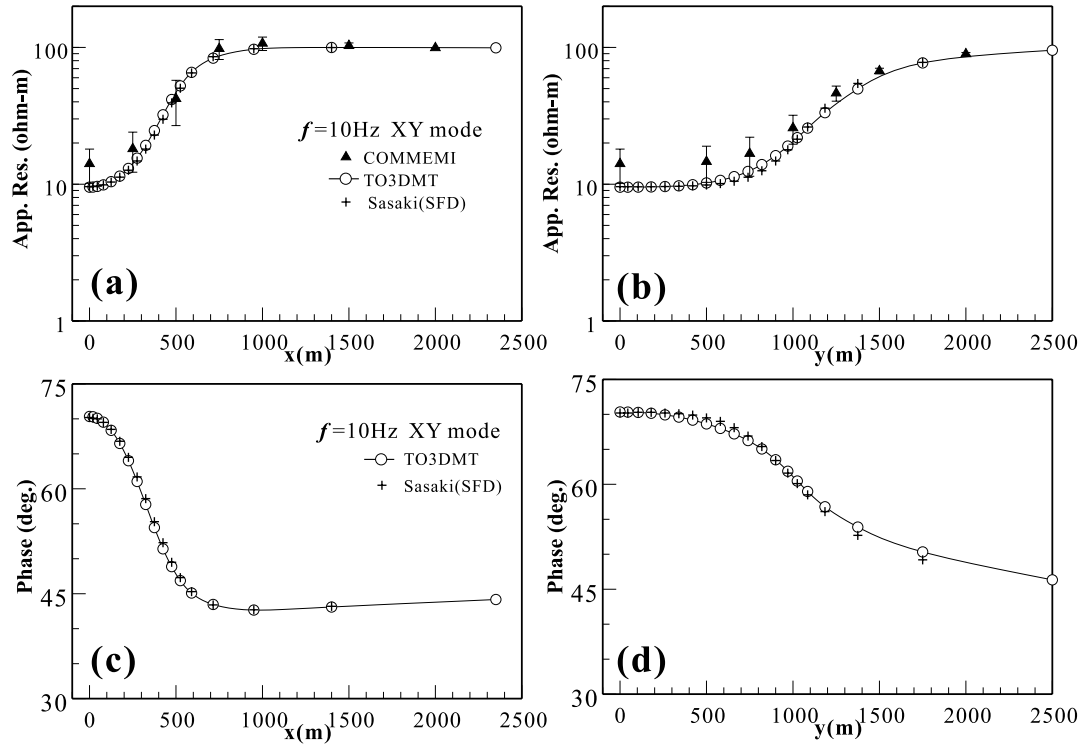 100
10
1
App. Res. (ohm-m)
f=10Hz XY mode
COMMEMI
TO3DMT
Sasaki(SFD)
(a)
0 500 1000 1500 2000 2500
x(m)
100
10
1
App. Res. (ohm-m)
(b)
0 500 1000 1500 2000 2500
y(m)
75
60
45
30
Phase (deg.)
f=10Hz XY mode
TO3DMT
Sasaki(SFD)
(c)
0 500 1000 1500 2000 2500
x(m)
75
60
45
30
Phase (deg.)
(d)
0 500 1000 1500 2000 2500
y(m)